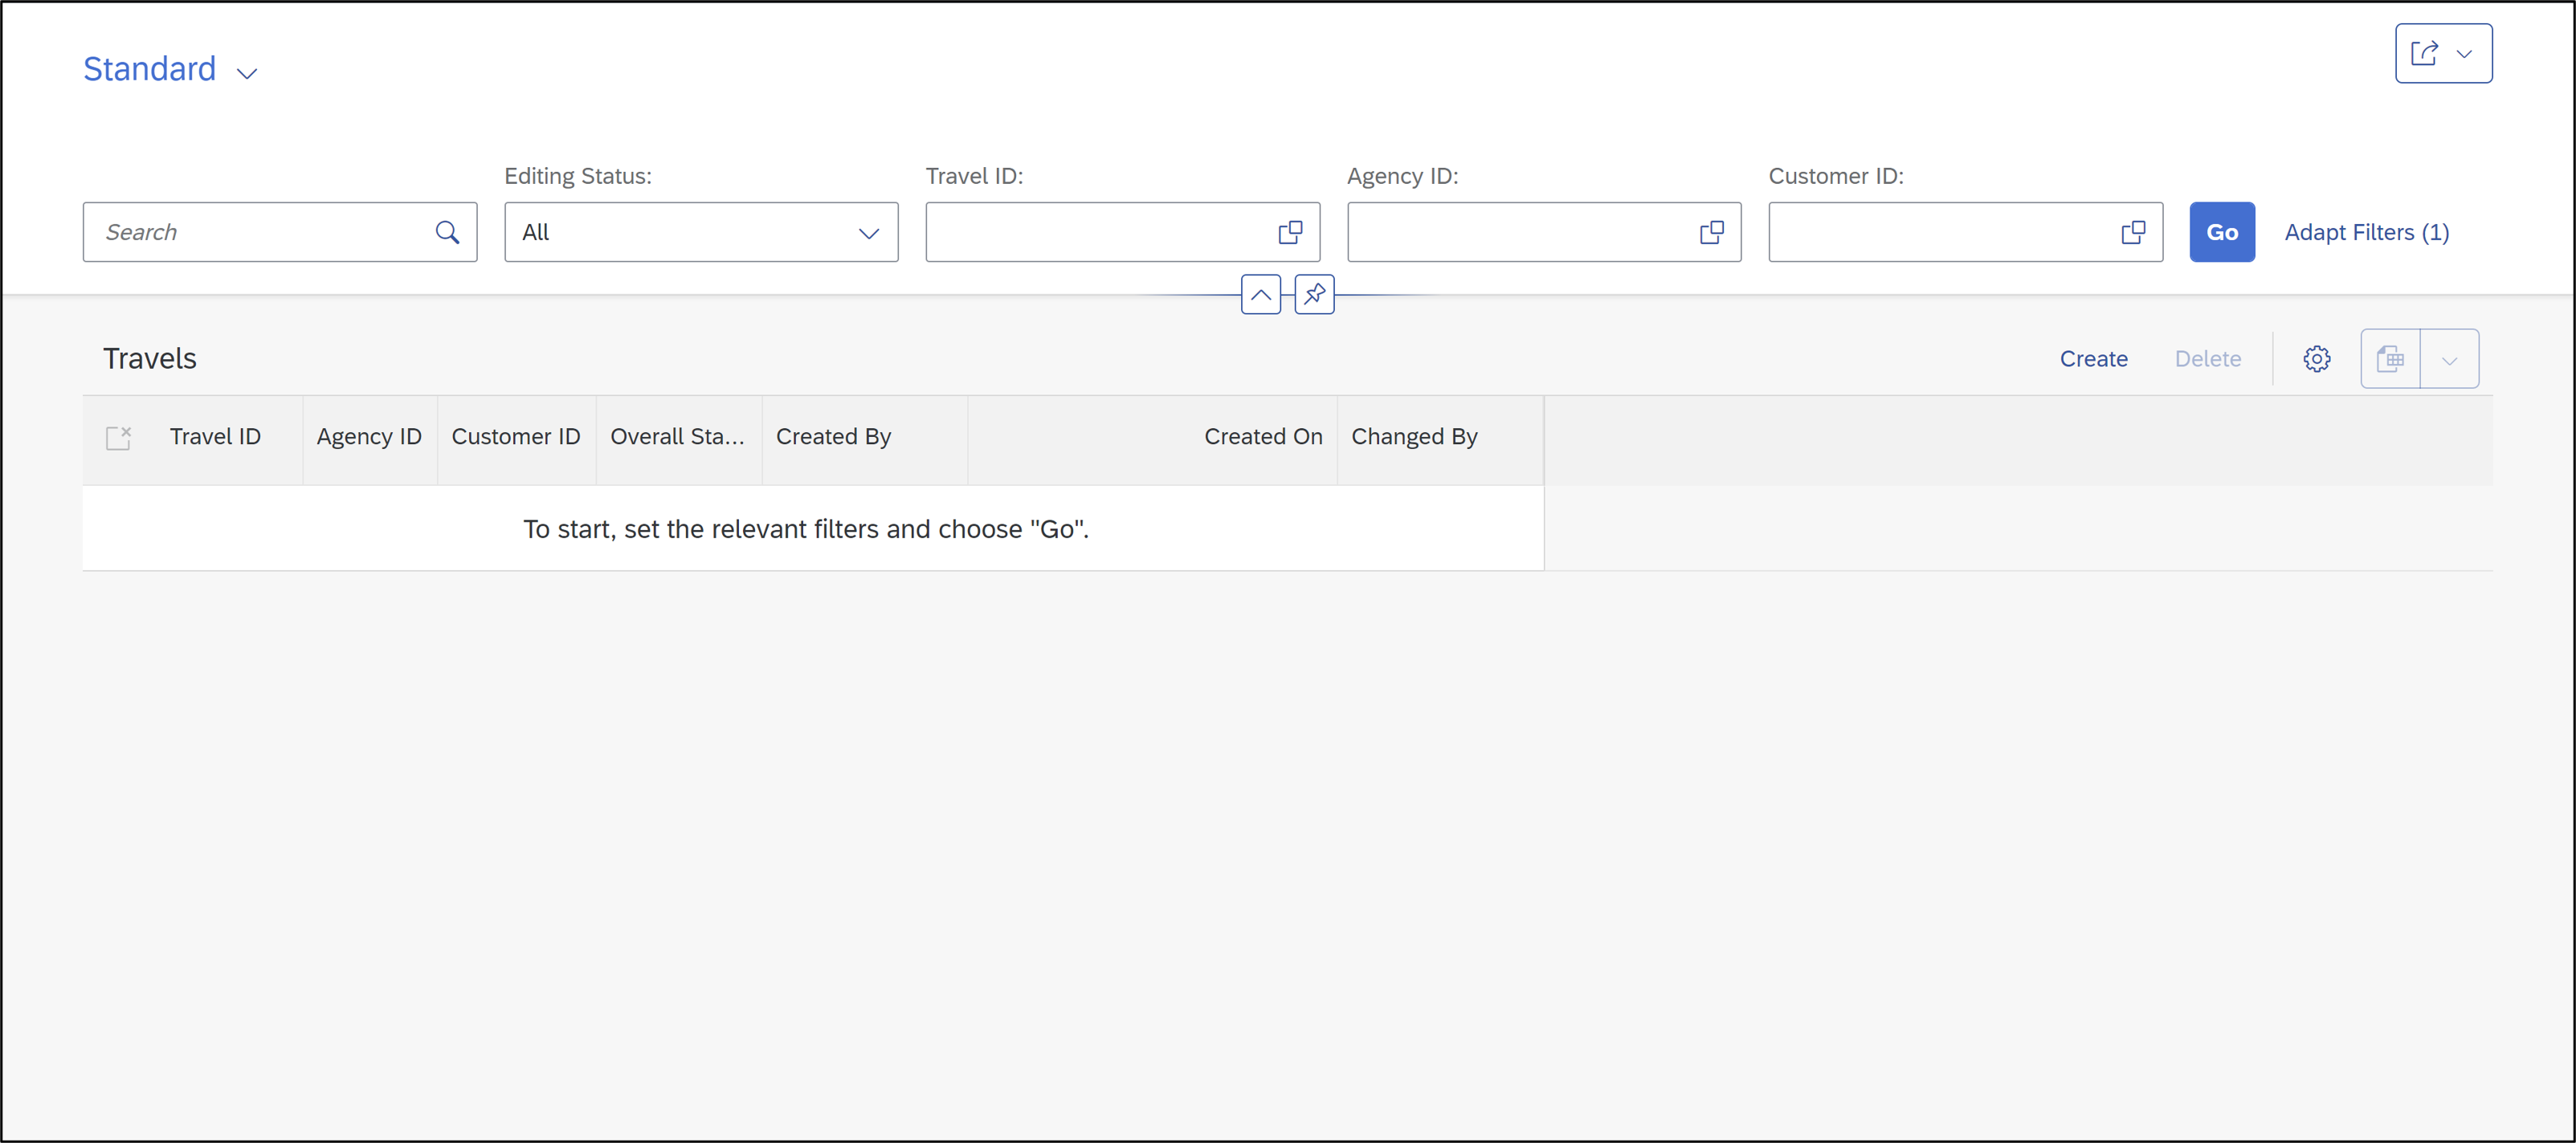 Standard
Editing Status:
Travel ID:
Agency ID:
Customer ID:
Search
All
Go
Adapt Filters (1)
Travels
Create
Delete
Travel ID
Agency ID
Customer ID
Overall Sta...
Created By
Created On
Changed By
To start, set the relevant filters and choose "Go".